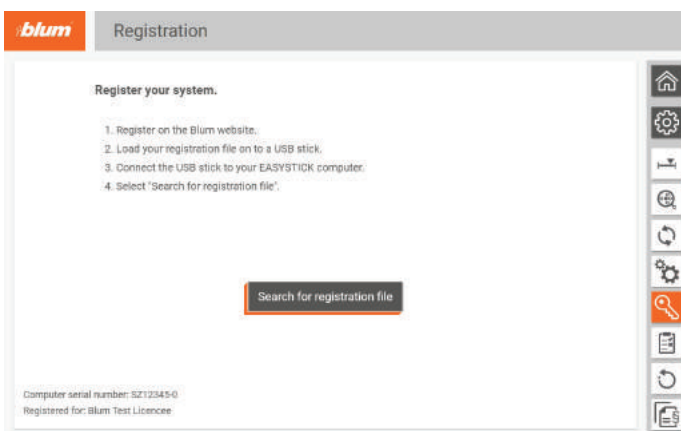 blum
Registration
Register your system.
1. Register on the Blum website.
2. Load your registration file on to a USB stick.
3. Connect the USB stick to your EASYSTICK computer.
4. Select "Search for registration file".
Search for registration file
Computer serial number: SZ12345-0
Registered for: Blum Test Licencee